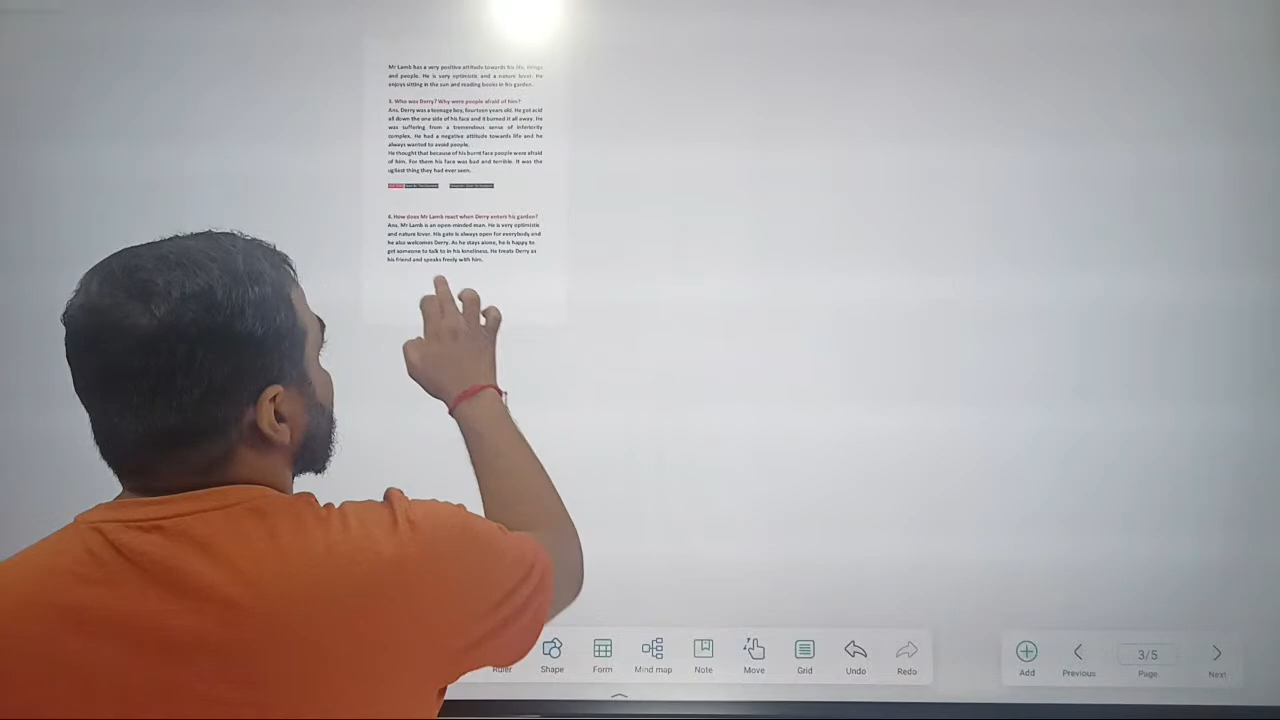 Mr Lamb has a very positive attitude towards his life, things
and people. He is very optimistic and a nature lover. He
enjoys sitting in the sun and reading books in his garden.
3. Who was Derry? Why were people afraid of him?
Ans. Derry was a teenage boy, fourteen years old. He got acid
all down the one side of his face and it burned it all away. He
was suffering from a tremendous sense of inferiority
complex. He had a negative attitude towards life and he
always wanted to avoid people.
He thought that because of his burnt face people were afraid
of him. For them his face was bad and terrible. It was the
ugliest thing they had ever seen.
4. How does Mr Lamb react when Derry enters his garden?
Ans. Mr Lamb is an open-minded man. He is very optimistic
and nature lover. His gate is always open for everybody and
he also welcomes Derry. As he stays alone, he is happy to
get someone to talk to in his loneliness. He treats Derry as
his friend and speaks freely with him.
Ruler
Shape
Form
Mind map
Note
Move
Grid
Undo
Redo
Add
Previous
3/5
Page
Next